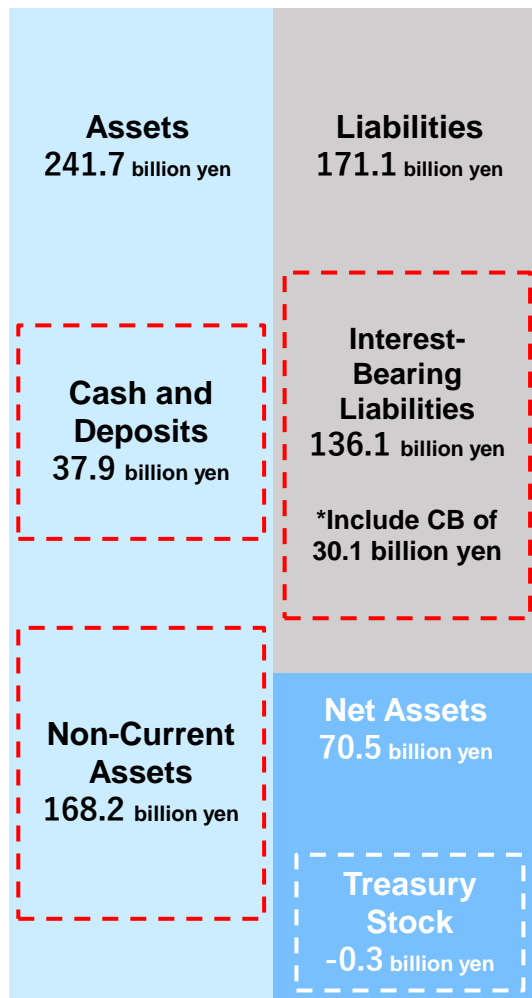 Assets
241.7 billion yen
Cash and
Deposits
37.9 billion yen
Non-Current
Assets
168.2 billion yen
Liabilities
171.1 billion yen
Interest-
Bearing
Liabilities
136.1 billion yen
*Include CB of
30.1 billion yen
Net Assets
70.5 billion yen
Treasury
Stock
-0.3 billion yen